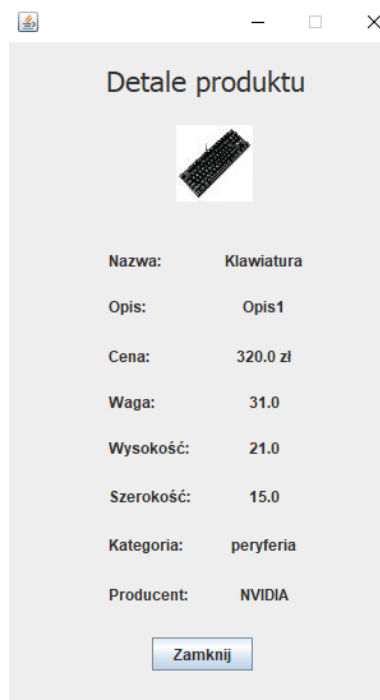 Detale produktu
Nazwa: Klawiatura
Opis: Opis1
Cena: 320.0 zł
Waga: 31.0
Wysokość: 21.0
Szerokość: 15.0
Kategoria: peryferia
Producent: NVIDIA
Zamknij